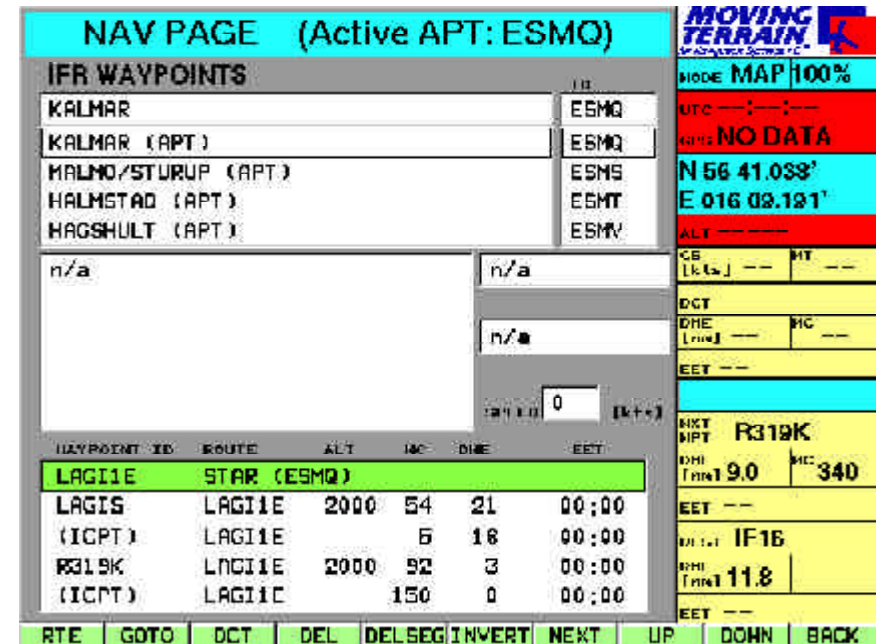 NAV PAGE (Active APT: ESMQ)
MOVING TERRAIN
IFR WAYPOINTS
KALMAR ESMQ
KALMAR (APT) ESMQ
MALMO/STURUP (APT) ESMS
HALMSTAD (APT) ESMT
HAGSHULT (APT) ESMV
n/a n/a
n/a
0 [kts]
WAYPOINT ID ROUTE ALT MC DME EET
LAGI1E STAR (ESMQ)
LAGIS LAGI1E 2000 54 21 00:00
(ICPT) LAGI1E 6 18 00:00
R319K LAGI1E 2000 92 3 00:00
(ICPT) LAGI1E 150 0 00:00
MODE MAP 100%
UTC --:--:--
GPS: NO DATA
N 56 41.038'
E 016 09.191'
ALT -----
GS [kts] -- MT --
DCT
DME [nm] -- MC --
EET --
NXT WPT R319K
DME [nm] 9.0 MC 340
EET --
DEST IF16
DME [nm] 11.8
EET --
RTE GOTO DCT DEL DELSEG INVERT NEXT UP DOWN BACK